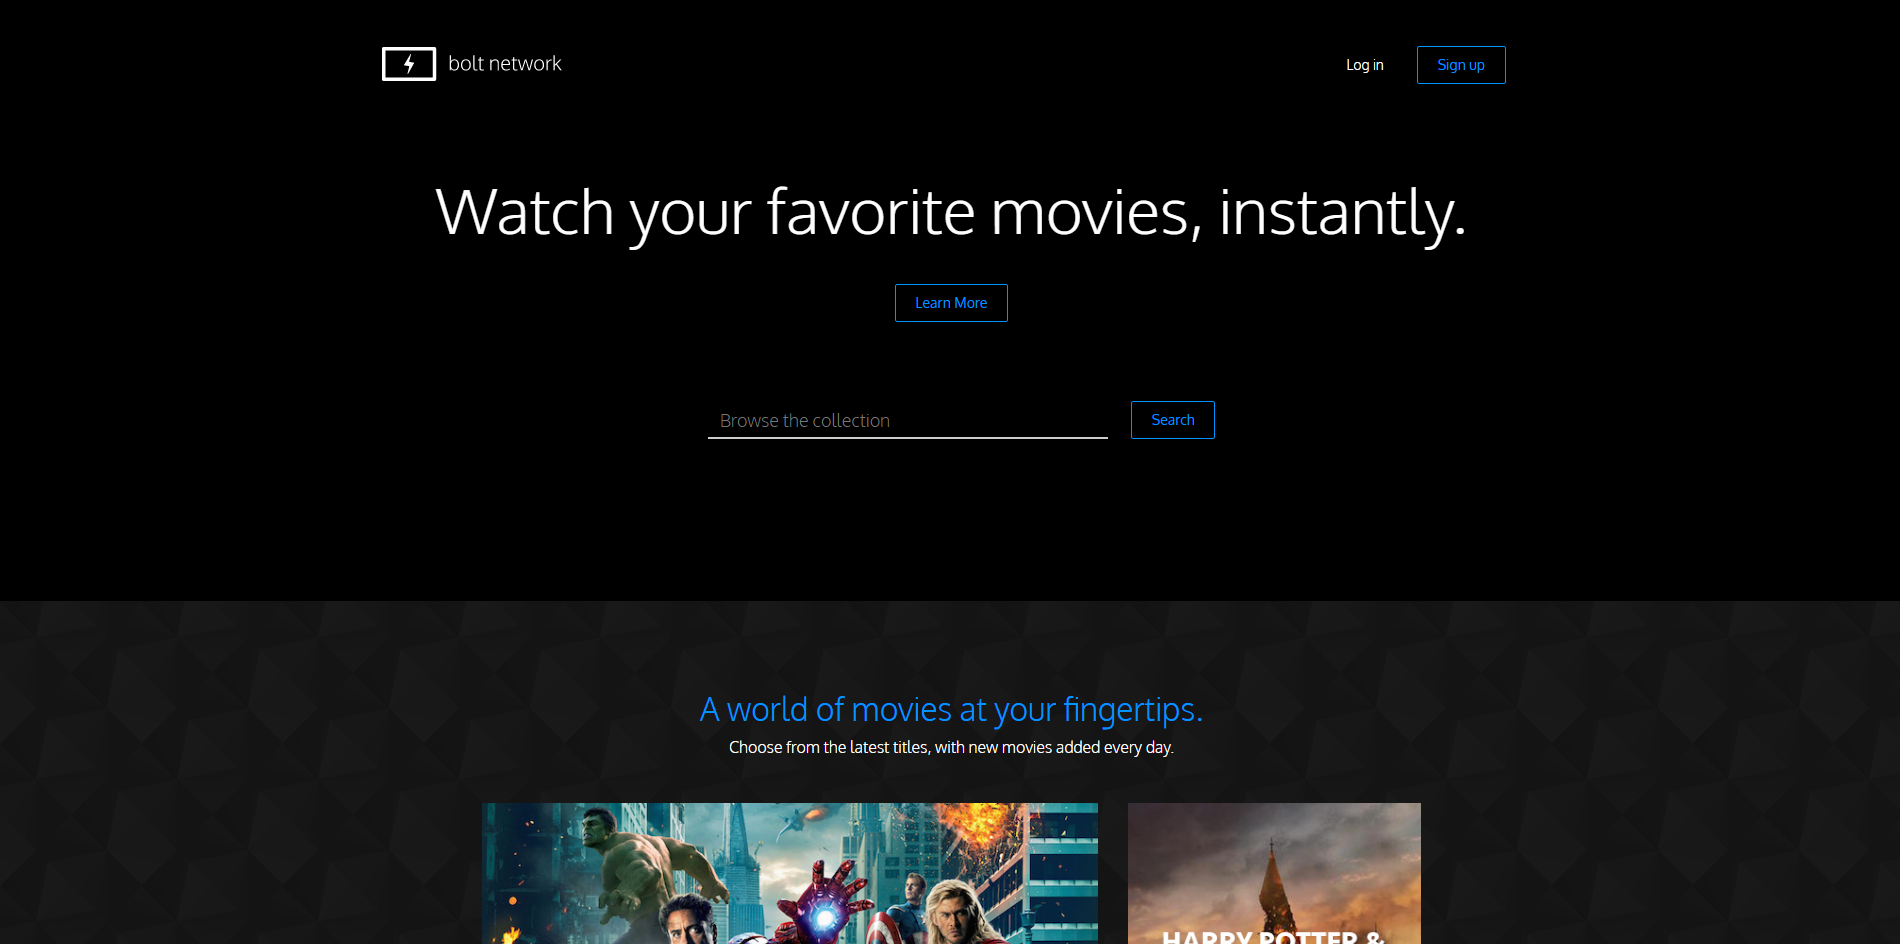 bolt network
Log in
Sign up
Watch your favorite movies, instantly.
Learn More
Browse the collection
Search
A world of movies at your fingertips.
Choose from the latest titles, with new movies added every day.
HARRY POTTER &